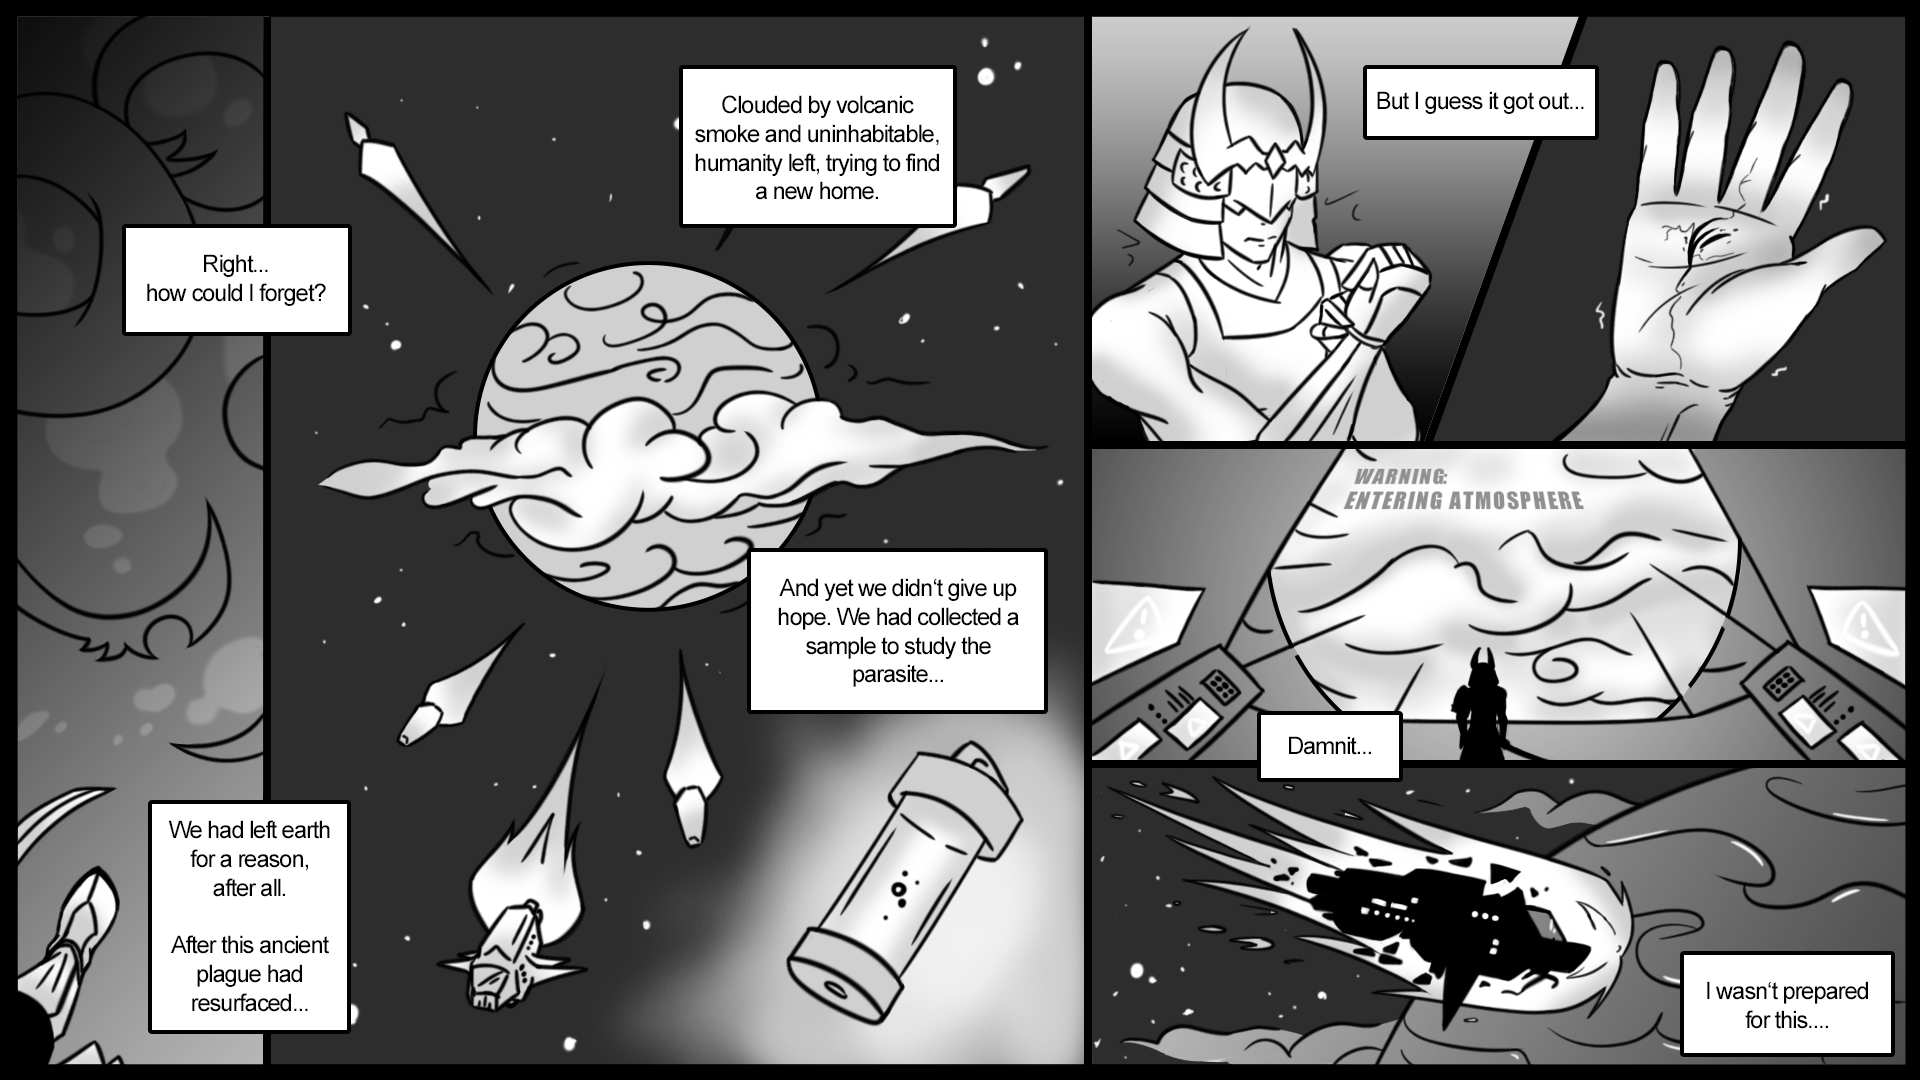 Right...
how could I forget?
We had left earth
for a reason,
after all.
After this ancient
plague had
resurfaced...
Clouded by volcanic
smoke and uninhabitable,
humanity left, trying to find
a new home.
And yet we didn‘t give up
hope. We had collected a
sample to study the
parasite...
But I guess it got out...
WARNING:
ENTERING ATMOSPHERE
Damnit...
I wasn‘t prepared
for this....